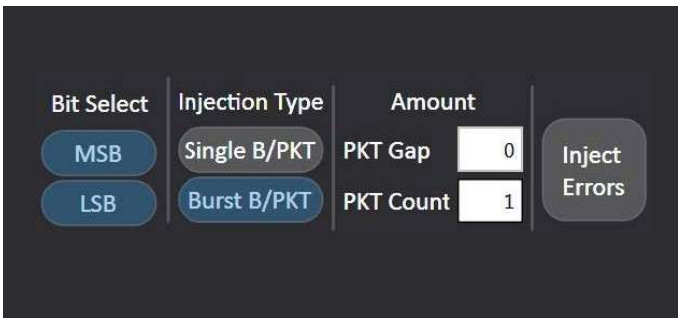 Bit Select
MSB
LSB
Injection Type
Single B/PKT
Burst B/PKT
Amount
PKT Gap 0
PKT Count 1
Inject
Errors